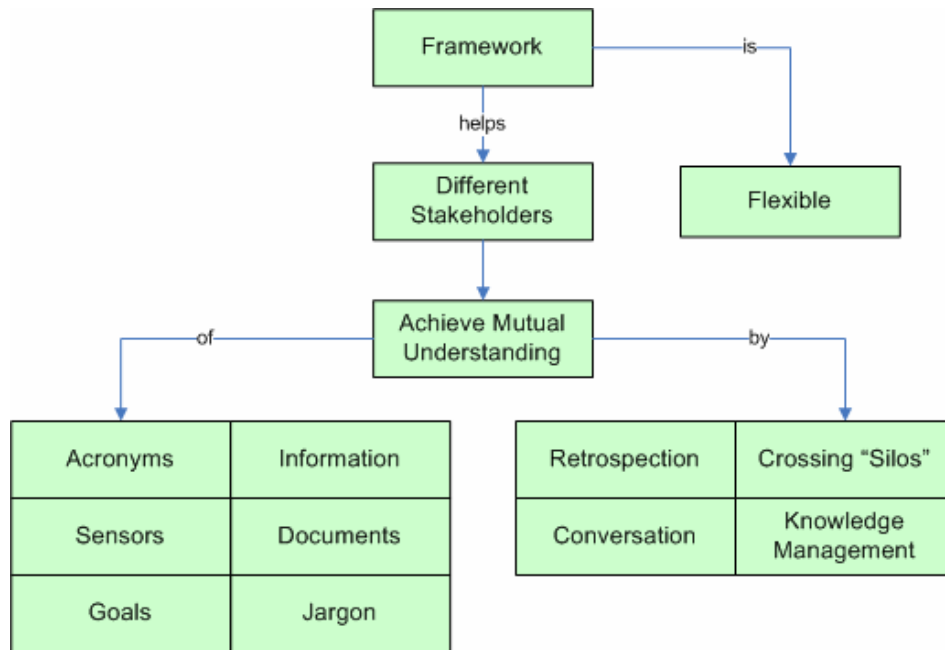 Framework
is
helps
Different
Stakeholders
Flexible
Achieve Mutual
Understanding
of
by
Acronyms
Information
Retrospection
Crossing “Silos”
Sensors
Documents
Conversation
Knowledge
Management
Goals
Jargon